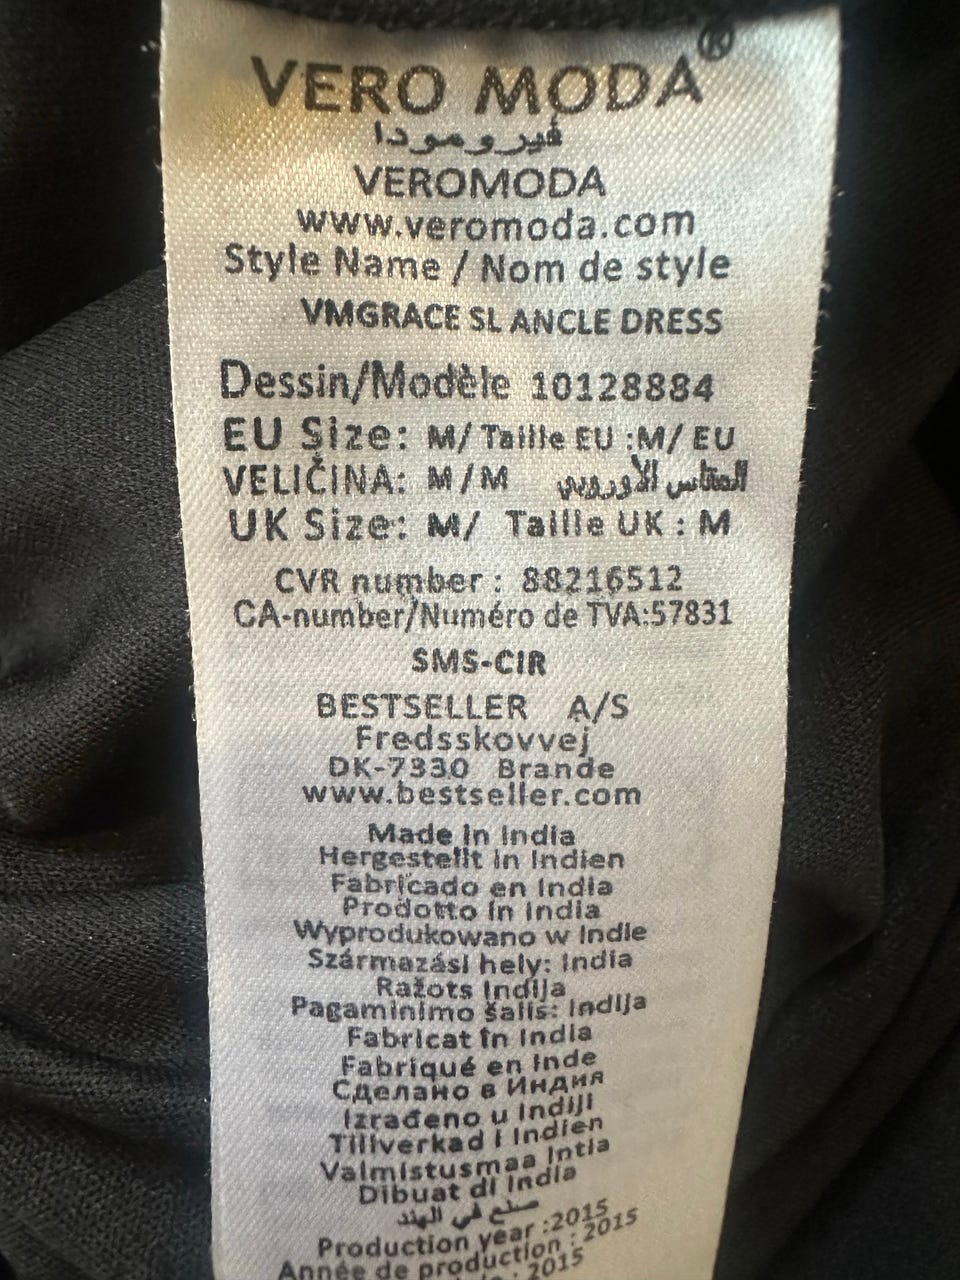 VERO MODA®
فيرومودا
VEROMODA
www.veromoda.com
Style Name / Nom de style
VMGRACE SL ANCLE DRESS
Dessin/Modèle 10128884
EU Size: M/ Taille EU :M/ EU
VELIČINA: M/M المقاس الأوروبي
UK Size: M/ Taille UK : M
CVR number : 88216512
CA-number/Numéro de TVA:57831
SMS-CIR
BESTSELLER A/S
Fredsskovvej
DK-7330 Brande
www.bestseller.com
Made in India
Hergestellt in Indien
Fabricado en India
Prodotto in India
Wyprodukowano w Indie
Származási hely: India
Ražots Indija
Pagaminimo šalis: Indija
Fabricat în India
Fabriqué en Inde
Сделано в Индия
Izrađeno u Indiji
Tillverkad i Indien
Valmistusmaa Intia
Dibuat di India
صنع في الهند
Production year :2015
Année de production : 2015
: 2015